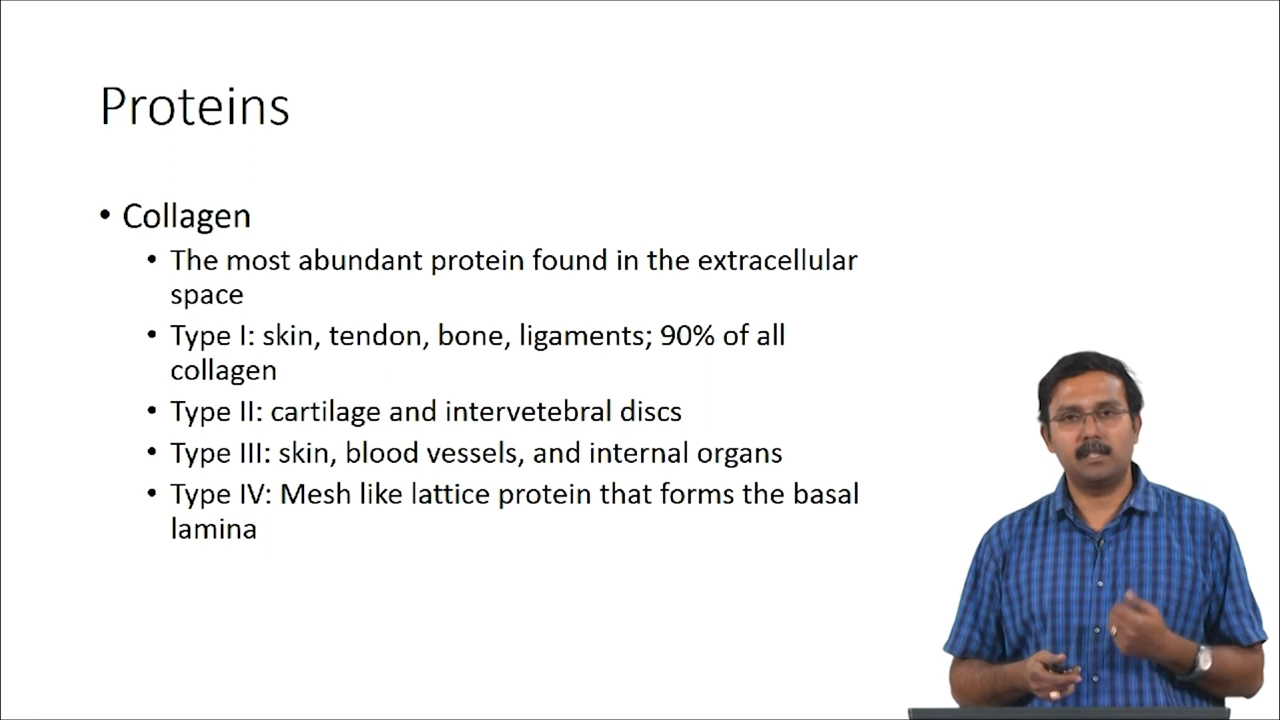 Proteins
• Collagen
• The most abundant protein found in the extracellular
space
• Type I: skin, tendon, bone, ligaments; 90% of all
collagen
• Type II: cartilage and intervetebral discs
• Type III: skin, blood vessels, and internal organs
• Type IV: Mesh like lattice protein that forms the basal
lamina